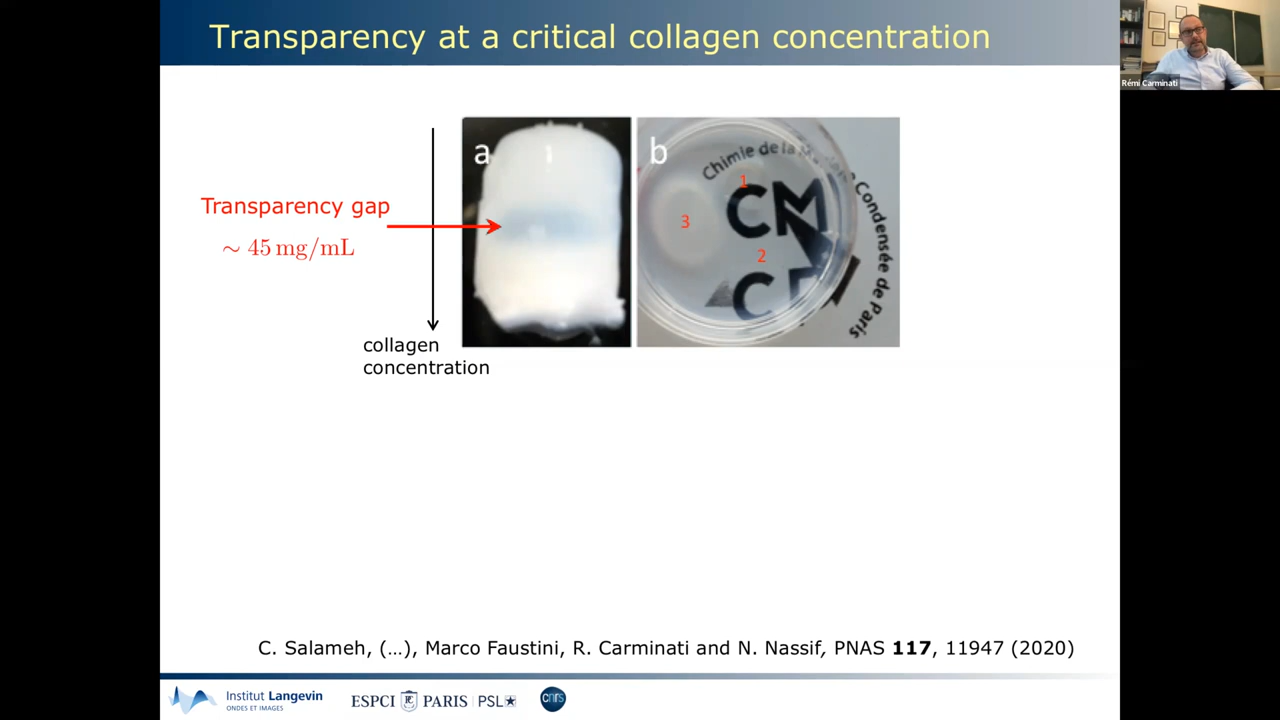 Transparency at a critical collagen concentration
Rémi Carminati
a
1
b
Chimie de la
Condensée de Paris
1
CM
3
2
C
Transparency gap
∼ 45 mg/mL
collagen
concentration
C. Salameh, (...), Marco Faustini, R. Carminati and N. Nassif, PNAS 117, 11947 (2020)
Institut Langevin
ONDES ET IMAGES
ESPCI PARIS PSL
cnrs